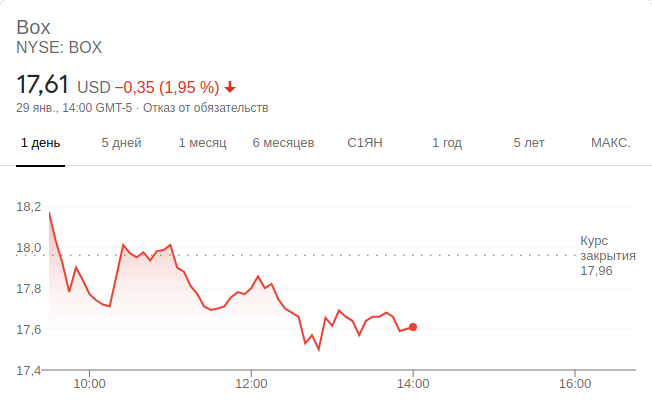 Box
NYSE: BOX
17,61 USD −0,35 (1,95 %)
29 янв., 14:00 GMT-5 · Отказ от обязательств
1 день 5 дней 1 месяц 6 месяцев С1ЯН 1 год 5 лет МАКС.
18,2
18,0
17,8
17,6
17,4
Курс
закрытия
17,96
10:00 12:00 14:00 16:00